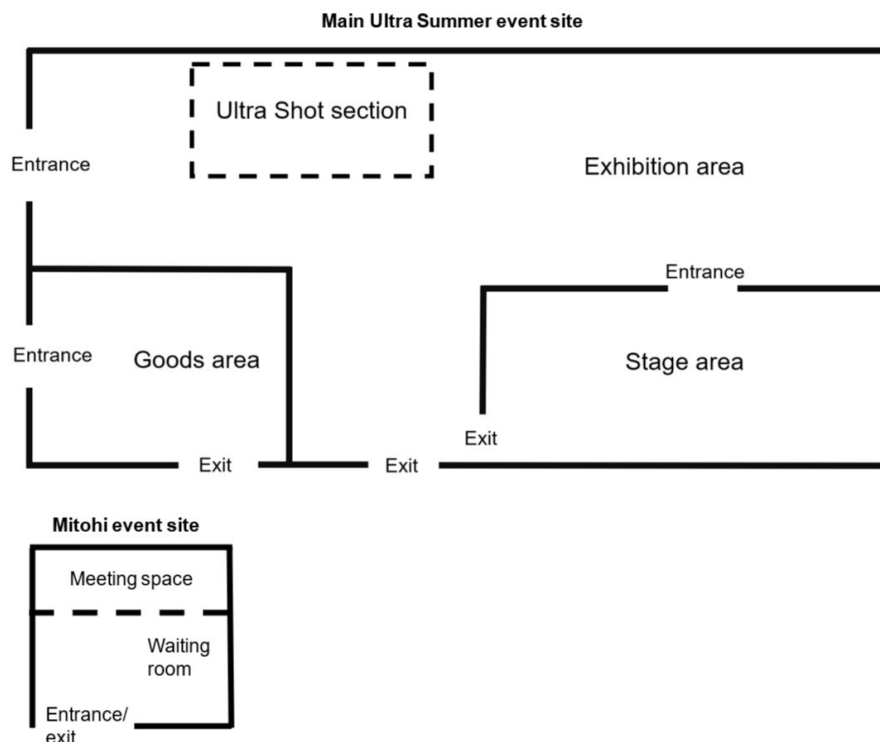 Main Ultra Summer event site
Ultra Shot section
Entrance
Exhibition area
Entrance
Entrance
Goods area
Stage area
Exit
Exit
Exit
Mitohi event site
Meeting space
Waiting
room
Entrance/
exit